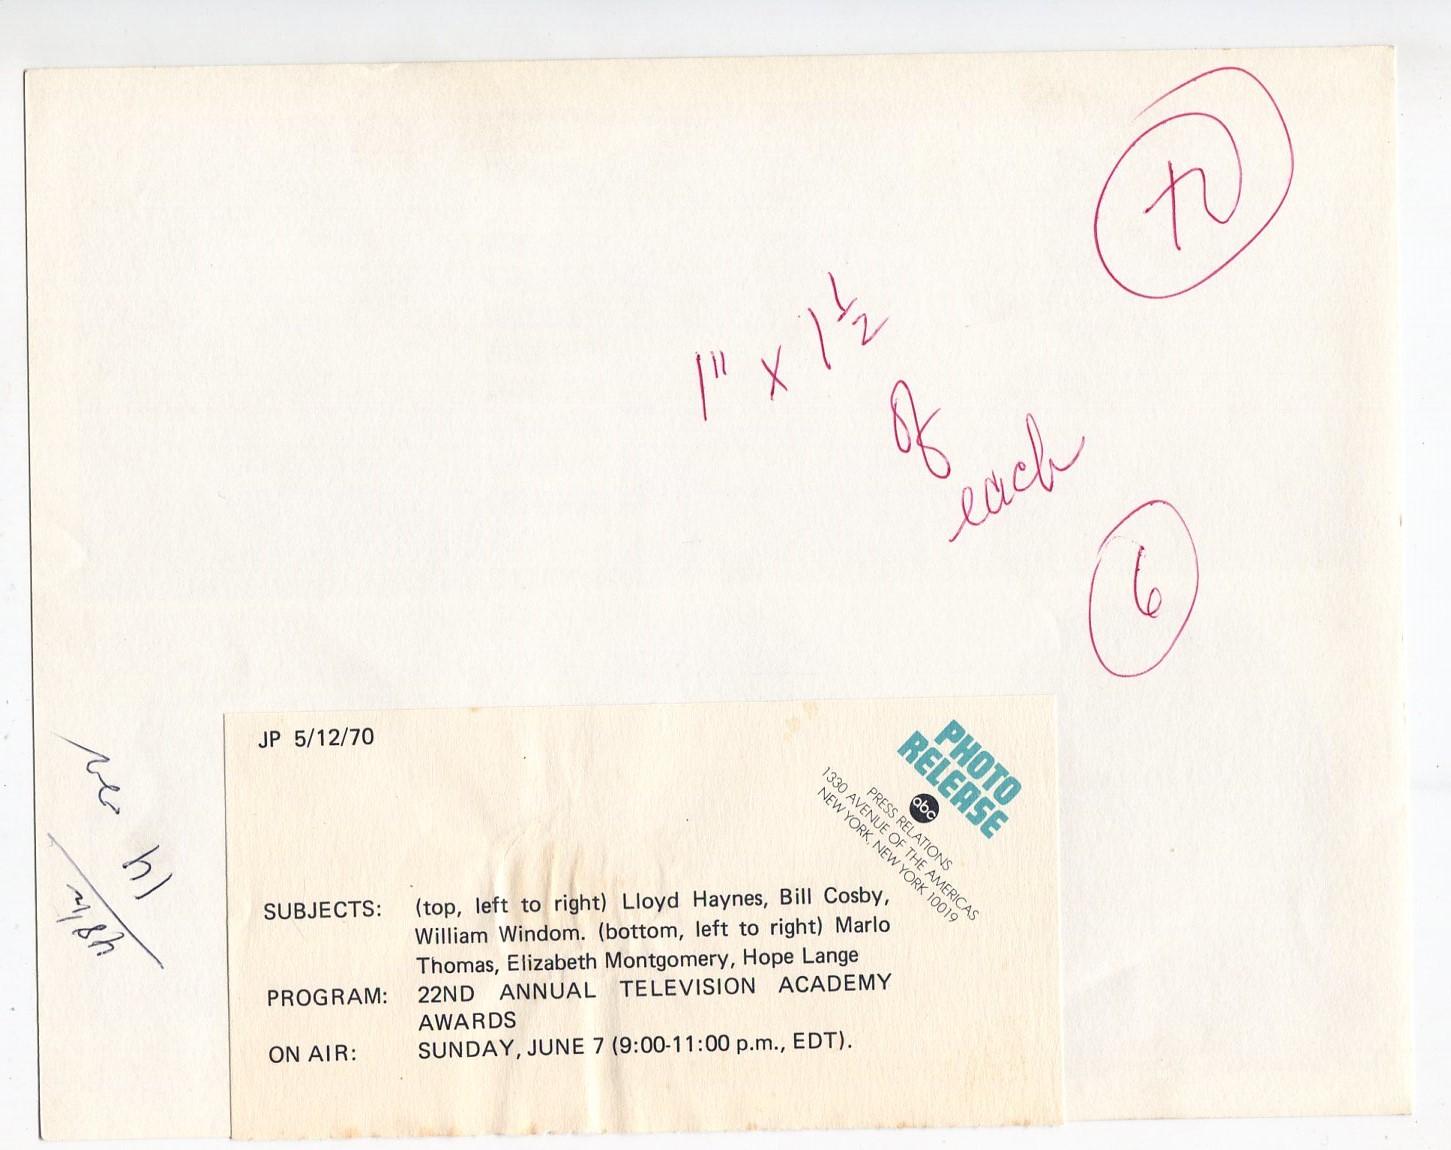 1" x 1 1/2
of
each
6
JP 5/12/70
PHOTO
RELEASE
abc
PRESS RELATIONS
1330 AVENUE OF THE AMERICAS
NEW YORK, NEW YORK 10019
SUBJECTS: (top, left to right) Lloyd Haynes, Bill Cosby,
William Windom. (bottom, left to right) Marlo
Thomas, Elizabeth Montgomery, Hope Lange
PROGRAM: 22ND ANNUAL TELEVISION ACADEMY
AWARDS
ON AIR: SUNDAY, JUNE 7 (9:00-11:00 p.m., EDT).
14